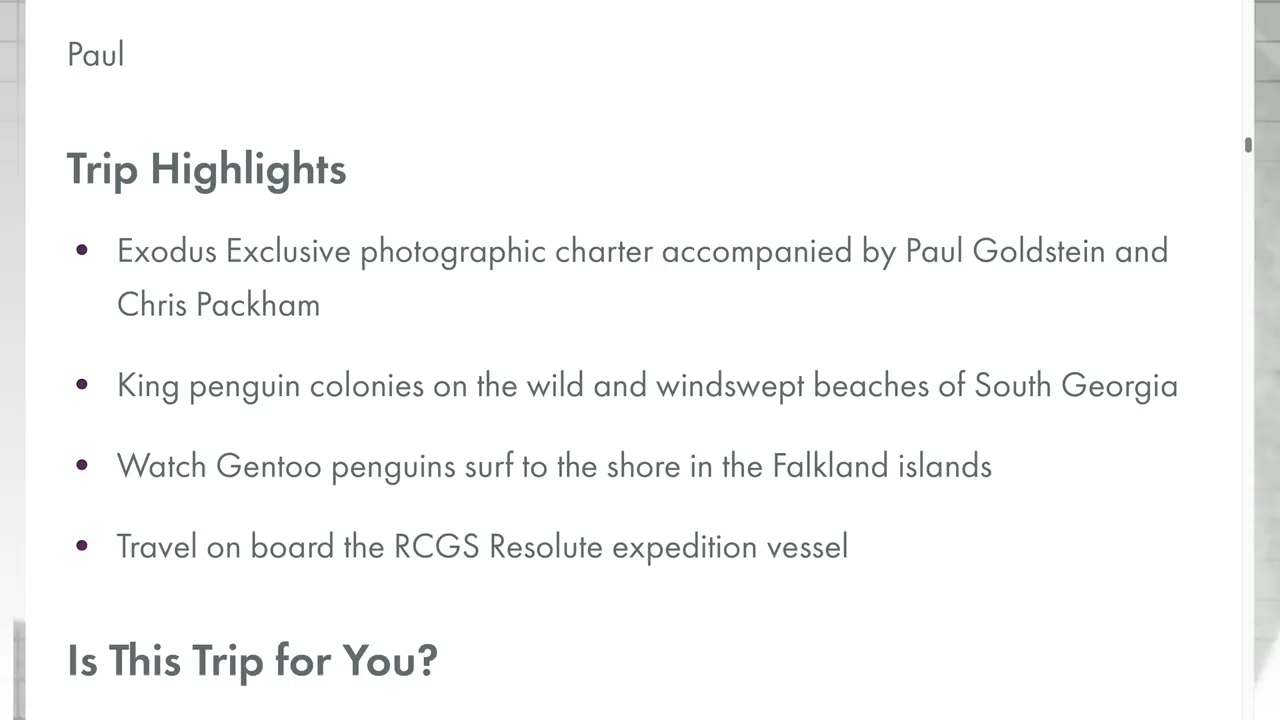 Paul
Trip Highlights
• Exodus Exclusive photographic charter accompanied by Paul Goldstein and
Chris Packham
• King penguin colonies on the wild and windswept beaches of South Georgia
• Watch Gentoo penguins surf to the shore in the Falkland islands
• Travel on board the RCGS Resolute expedition vessel
Is This Trip for You?